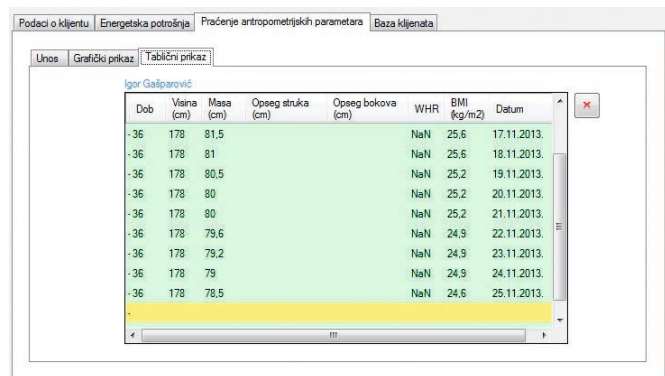 Podaci o klijentu Energetska potrošnja Praćenje antropometrijskih parametara Baza klijenata
Unos Grafički prikaz Tablični prikaz
Igor Gašparović
Dob Visina (cm) Masa (cm) Opseg struka (cm) Opseg bokova (cm) WHR BMI (kg/m2) Datum
36 178 81,5 NaN 25,6 17.11.2013.
36 178 81 NaN 25,6 18.11.2013.
36 178 80,5 NaN 25,2 19.11.2013.
36 178 80 NaN 25,2 20.11.2013.
36 178 80 NaN 25,2 21.11.2013.
36 178 79,6 NaN 24,9 22.11.2013.
36 178 79,2 NaN 24,9 23.11.2013.
36 178 79 NaN 24,9 24.11.2013.
36 178 78,5 NaN 24,6 25.11.2013.